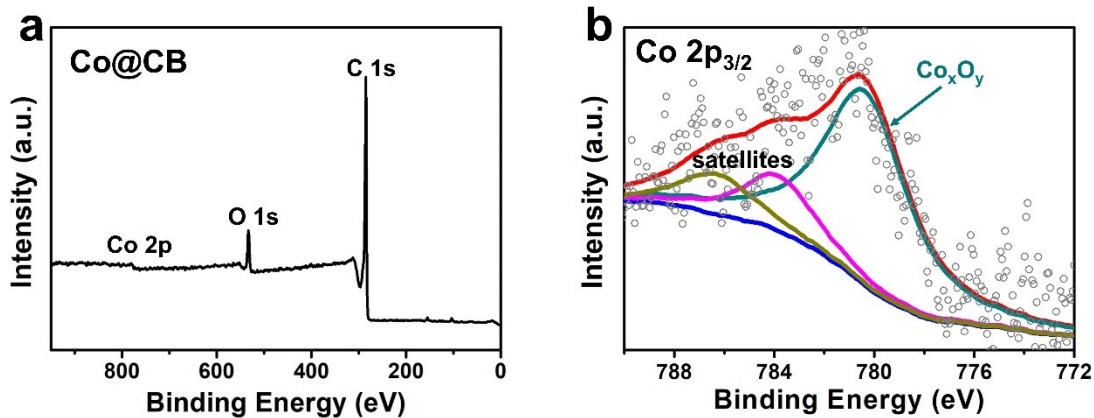 a
Co@CB
C 1s
O 1s
Co 2p
Intensity (a.u.)
800 600 400 200 0
Binding Energy (eV)
b
Co 2p3/2
CoxOy
satellites
Intensity (a.u.)
788 784 780 776 772
Binding Energy (eV)